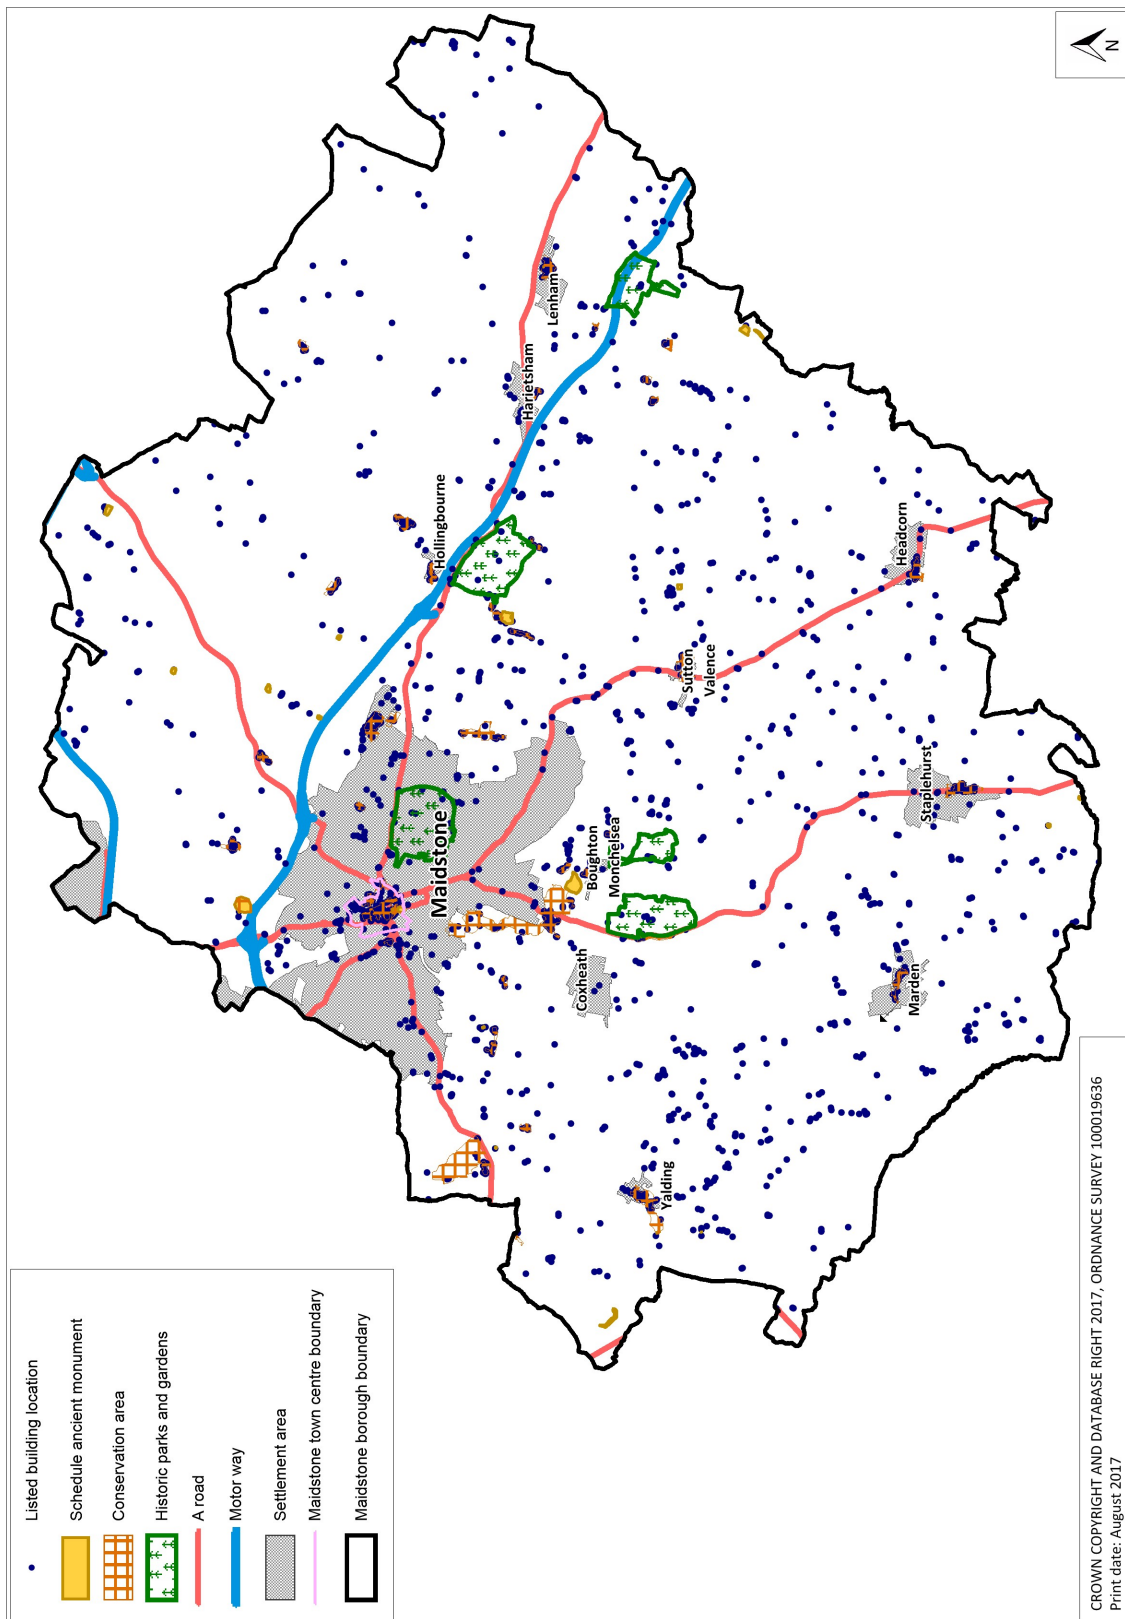 Listed building location
Schedule ancient monument
Conservation area
Historic parks and gardens
A road
Motor way
Settlement area
Maidstone town centre boundary
Maidstone borough boundary
N
Maidstone
Hollingbourne
Harietsham
Lenham
Boughton
Monchelsea
Coxheath
Sutton
Valence
Headcorn
Staplehurst
Marden
Yalding
CROWN COPYRIGHT AND DATABASE RIGHT 2017, ORDNANCE SURVEY 100019636
Print date: August 2017